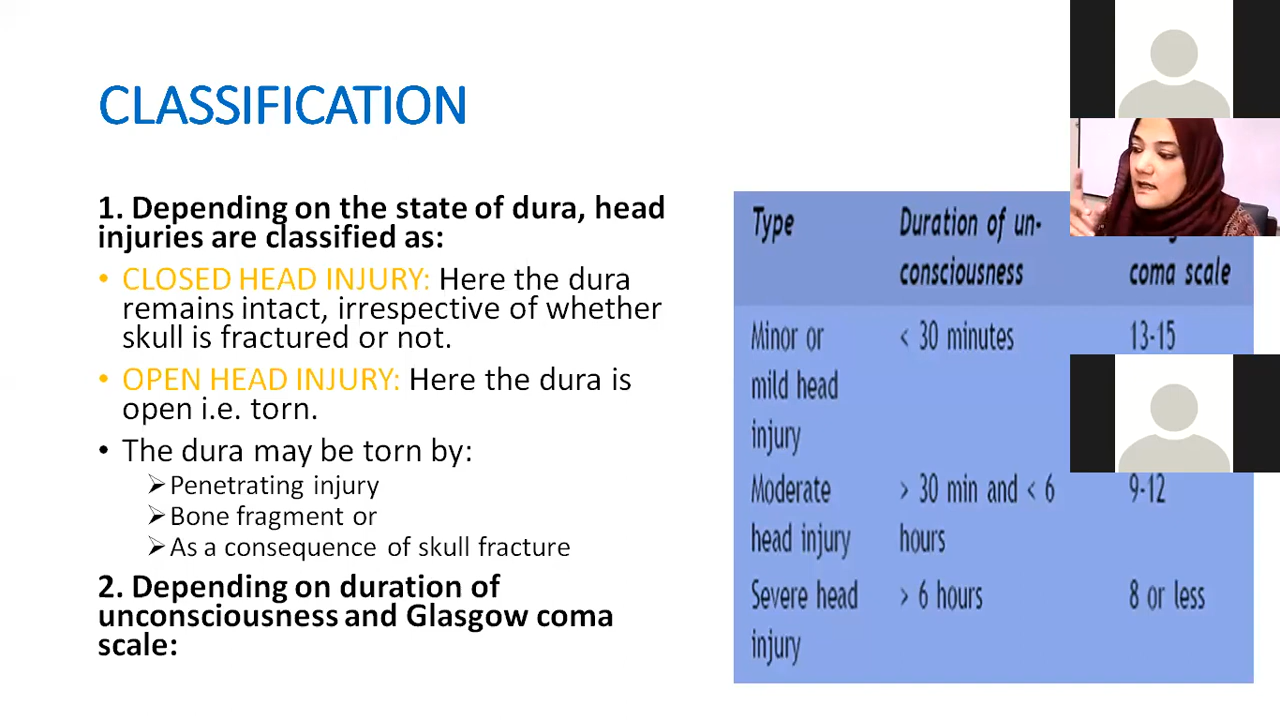 CLASSIFICATION
1. Depending on the state of dura, head
injuries are classified as:
• CLOSED HEAD INJURY: Here the dura
remains intact, irrespective of whether
skull is fractured or not.
• OPEN HEAD INJURY: Here the dura is
open i.e. torn.
• The dura may be torn by:
➢ Penetrating injury
➢ Bone fragment or
➢ As a consequence of skull fracture
2. Depending on duration of
unconsciousness and Glasgow coma
scale:
Type Duration of un-
consciousness coma scale
Minor or < 30 minutes 13-15
mild head
injury
Moderate > 30 min and < 6 9-12
head injury hours
Severe head > 6 hours 8 or less
injury